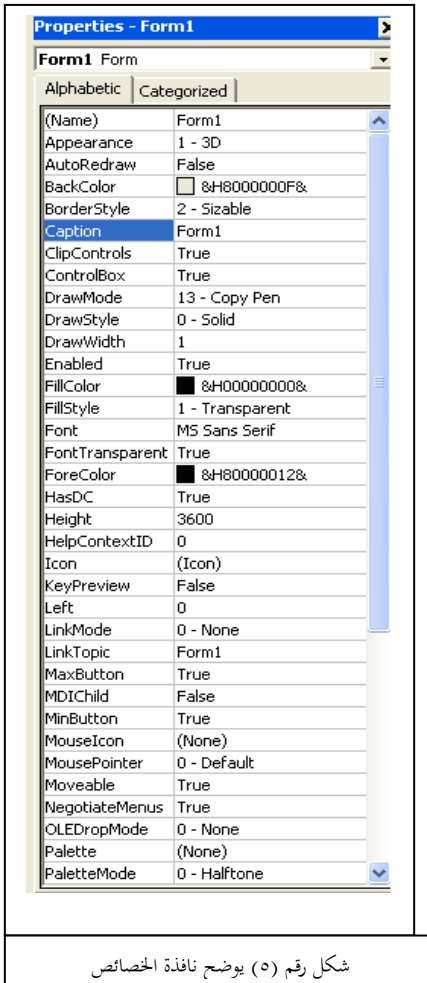 Properties - Form1
Form1 Form
Alphabetic Categorized
(Name) Form1
Appearance 1 - 3D
AutoRedraw False
BackColor &H8000000F&
BorderStyle 2 - Sizable
Caption Form1
ClipControls True
ControlBox True
DrawMode 13 - Copy Pen
DrawStyle 0 - Solid
DrawWidth 1
Enabled True
FillColor &H00000000&
FillStyle 1 - Transparent
Font MS Sans Serif
FontTransparent True
ForeColor &H80000012&
HasDC True
Height 3600
HelpContextID 0
Icon (Icon)
KeyPreview False
Left 0
LinkMode 0 - None
LinkTopic Form1
MaxButton True
MDIChild False
MinButton True
MouseIcon (None)
MousePointer 0 - Default
Moveable True
NegotiateMenus True
OLEDropMode 0 - None
Palette (None)
PaletteMode 0 - Halftone
شكل رقم (٥) يوضح نافذة الخصائص